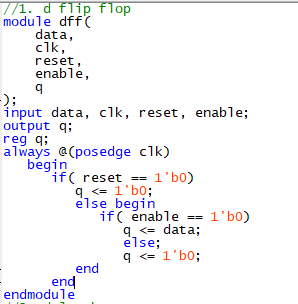 //1. d flip flop
module dff(
    data,
    clk,
    reset,
    enable,
    q
);
input data, clk, reset, enable;
output q;
reg q;
always @(posedge clk)
   begin
      if( reset == 1'b0)
         q <= 1'b0;
         else begin
            if( enable == 1'b0)
               q <= data;
               else;
               q <= 1'b0;
         end
      end
endmodule